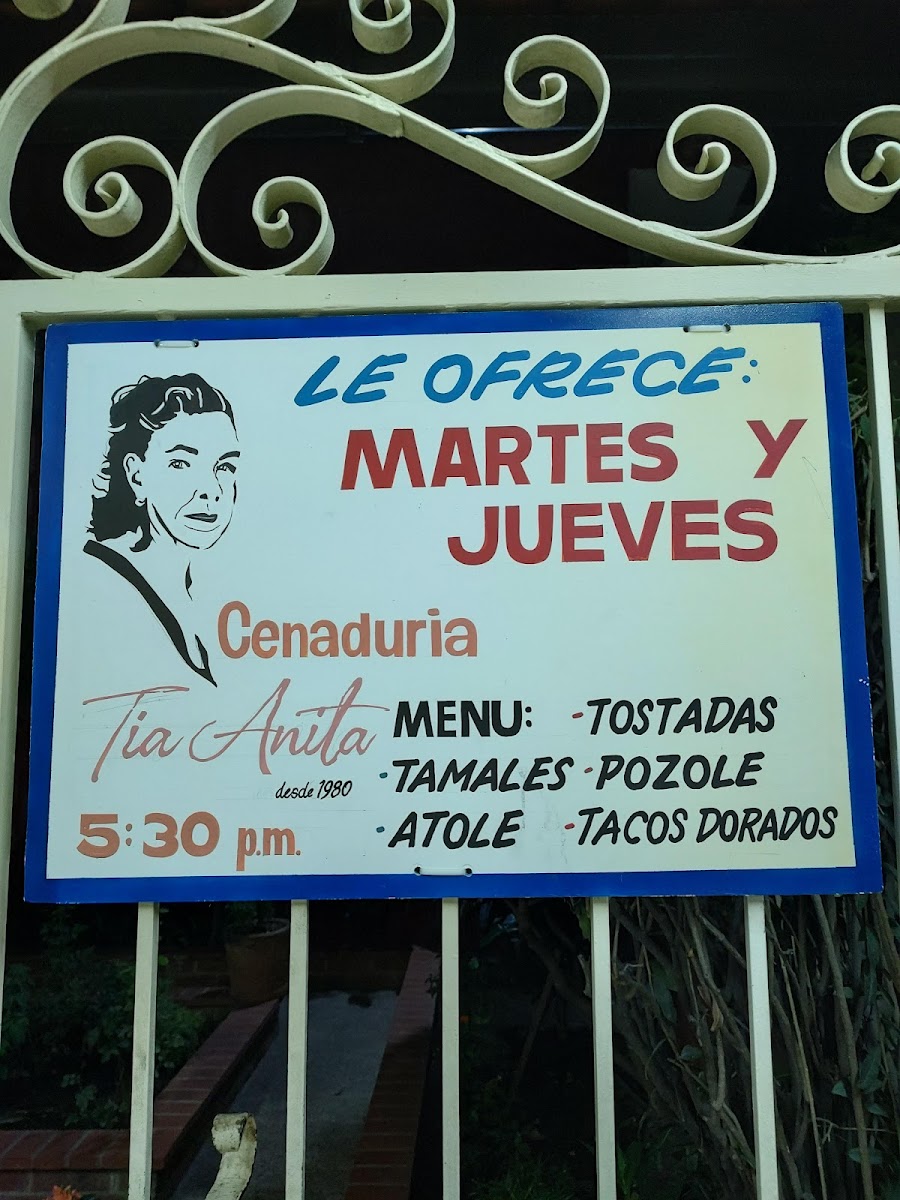 LE OFRECE:
MARTES Y
JUEVES
Cenaduria
Tia Anita
desde 1980
5:30 p.m.
MENU: -TOSTADAS
-TAMALES -POZOLE
-ATOLE -TACOS DORADOS